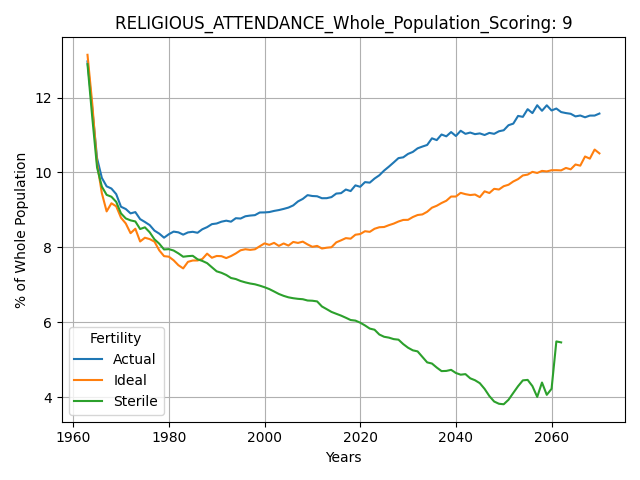 RELIGIOUS_ATTENDANCE_Whole_Population_Scoring: 9
% of Whole Population
12
10
8
6
4
Fertility
Actual
Ideal
Sterile
1960 1980 2000 2020 2040 2060
Years